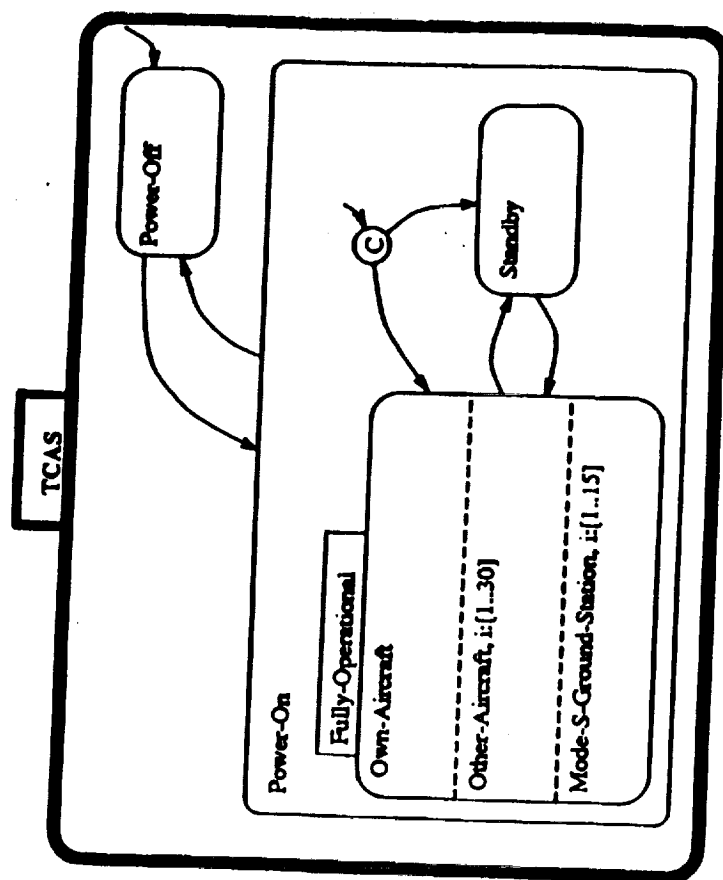 TCAS
Power-Off
Power-On
C
Standby
Fully-Operational
Own-Aircraft
Other-Aircraft, i:[1..30]
Mode-S-Ground-Station, i:[1..15]